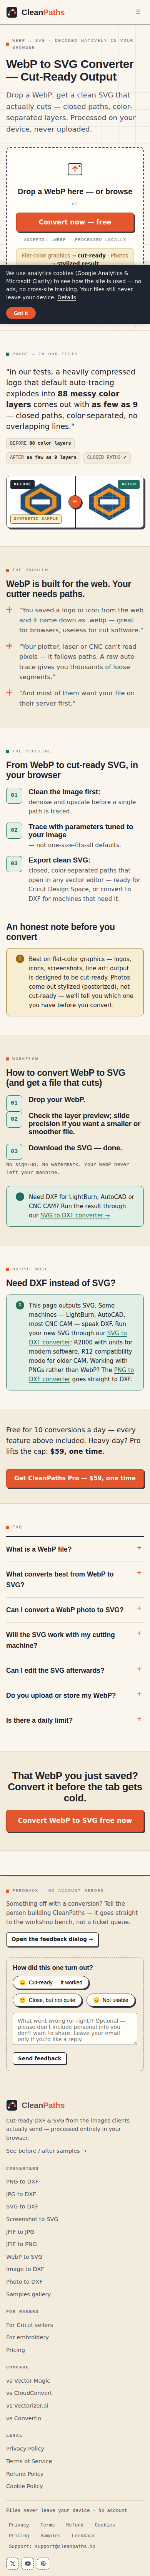 CleanPaths
WEBP → SVG · DECODED NATIVELY IN YOUR
BROWSER
WebP to SVG Converter
— Cut-Ready Output
Drop a WebP, get a clean SVG that
actually cuts — closed paths, color-
separated layers. Processed on your
device, never uploaded.
Drop a WebP here — or browse
— or —
Convert now — free
ACCEPTS: .WEBP · PROCESSED LOCALLY
Flat-color graphics → cut-ready · Photos
→ stylized result
We use analytics cookies (Google Analytics &
Microsoft Clarity) to see how the site is used — no
ads, no cross-site tracking. Your files still never
leave your device. Details
Got it
PROOF — IN OUR TESTS
"In our tests, a heavily compressed
logo that default auto-tracing
explodes into 88 messy color
layers comes out with as few as 9
— closed paths, color-separated, no
overlapping lines."
BEFORE 88 color layers
AFTER as few as 9 layers
CLOSED PATHS ✓
BEFORE
AFTER
SYNTHETIC SAMPLE
THE PROBLEM
WebP is built for the web. Your
cutter needs paths.
"You saved a logo or icon from the web
and it came down as .webp — great
for browsers, useless for cut software."
"Your plotter, laser or CNC can't read
pixels — it follows paths. A raw auto-
trace gives you thousands of loose
segments."
"And most of them want your file on
their server first."
THE PIPELINE
From WebP to cut-ready SVG, in
your browser
01
Clean the image first:
denoise and upscale before a single
path is traced.
02
Trace with parameters tuned to
your image
— not one-size-fits-all defaults.
03
Export clean SVG:
closed, color-separated paths that
open in any vector editor — ready for
Cricut Design Space, or convert to
DXF for machines that need it.
An honest note before you
convert
!
Best on flat-color graphics — logos,
icons, screenshots, line art: output
is designed to be cut-ready. Photos
come out stylized (posterized), not
cut-ready — we'll tell you which one
you have before you convert.
WORKFLOW
How to convert WebP to SVG
(and get a file that cuts)
01
Drop your WebP.
02
Check the layer preview; slide
precision if you want a smaller or
smoother file.
03
Download the SVG — done.
No sign-up. No watermark. Your WebP never
left your machine.
Need DXF for LightBurn, AutoCAD
or CNC CAM? Run the result through
our SVG to DXF converter →
OUTPUT NOTE
Need DXF instead of SVG?
This page outputs SVG. Some
machines — LightBurn, AutoCAD,
most CNC CAM — speak DXF. Run
your new SVG through our SVG to
DXF converter: R2000 with units for
modern software, R12 compatibility
mode for older CAM. Working with
PNGs rather than WebP? The PNG to
DXF converter goes straight to DXF.
Free for 10 conversions a day — every
feature above included. Heavy day? Pro
lifts the cap: $59, one time.
Get CleanPaths Pro — $59, one time
FAQ
What is a WebP file?
What converts best from WebP to
SVG?
Can I convert a WebP photo to SVG?
Will the SVG work with my cutting
machine?
Can I edit the SVG afterwards?
Do you upload or store my WebP?
Is there a daily limit?
That WebP you just saved?
Convert it before the tab gets
cold.
Convert WebP to SVG free now
FEEDBACK — NO ACCOUNT NEEDED
Something off with a conversion? Tell the
person building CleanPaths — it goes straight
to the workshop bench, not a ticket queue.
Open the feedback dialog →
How did this one turn out?
Cut-ready — it worked
Close, but not quite
Not usable
What went wrong (or right)? Optional —
please don't include personal info you
don't want to share. Leave your email
only if you'd like a reply.
Send feedback
CleanPaths
Cut-ready DXF & SVG from the images clients
actually send — processed entirely in your
browser.
See before / after samples →
CONVERTERS
PNG to DXF
JPG to DXF
SVG to DXF
Screenshot to SVG
JFIF to JPG
JFIF to PNG
WebP to SVG
Image to DXF
Photo to DXF
Samples gallery
FOR MAKERS
For Cricut sellers
For embroidery
Pricing
COMPARE
vs Vector Magic
vs CloudConvert
vs Vectorizer.ai
vs Convertio
LEGAL
Privacy Policy
Terms of Service
Refund Policy
Cookie Policy
Files never leave your device · No account
Privacy Terms Refund Cookies
Pricing Samples Feedback
Support: support@cleanpaths.io